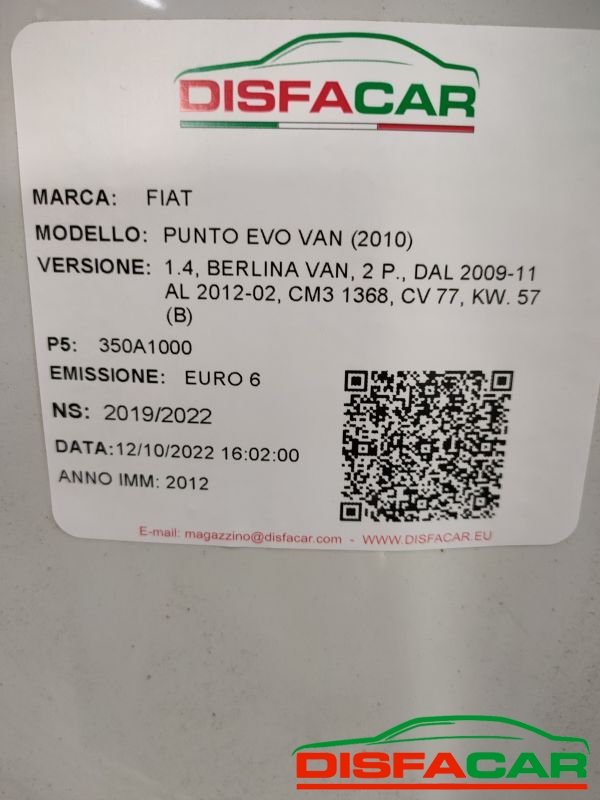 DISFACAR
MARCA: FIAT
MODELLO: PUNTO EVO VAN (2010)
VERSIONE: 1.4, BERLINA VAN, 2 P., DAL 2009-11
AL 2012-02, CM3 1368, CV 77, KW. 57
(B)
P5: 350A1000
EMISSIONE: EURO 6
NS: 2019/2022
DATA:12/10/2022 16:02:00
ANNO IMM: 2012
E-mail: magazzino@disfacar.com - WWW.DISFACAR.EU
DISFACAR